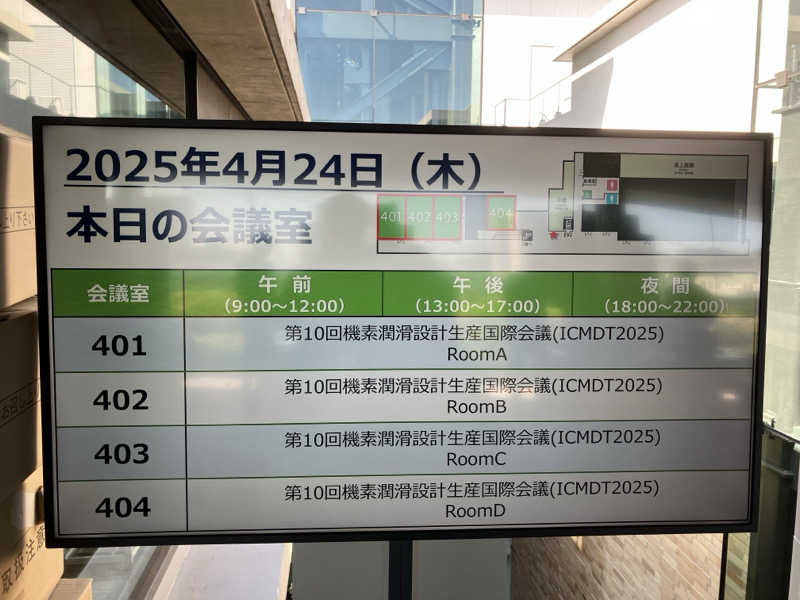 2025年4月24日（木）
本日の会議室
401 402 403 404
会議室 午前 午後 夜間
(9:00～12:00) (13:00～17:00) (18:00～22:00)
401 第10回機素潤滑設計生産国際会議(ICMDT2025)
RoomA
402 第10回機素潤滑設計生産国際会議(ICMDT2025)
RoomB
403 第10回機素潤滑設計生産国際会議(ICMDT2025)
RoomC
404 第10回機素潤滑設計生産国際会議(ICMDT2025)
RoomD
取扱注意